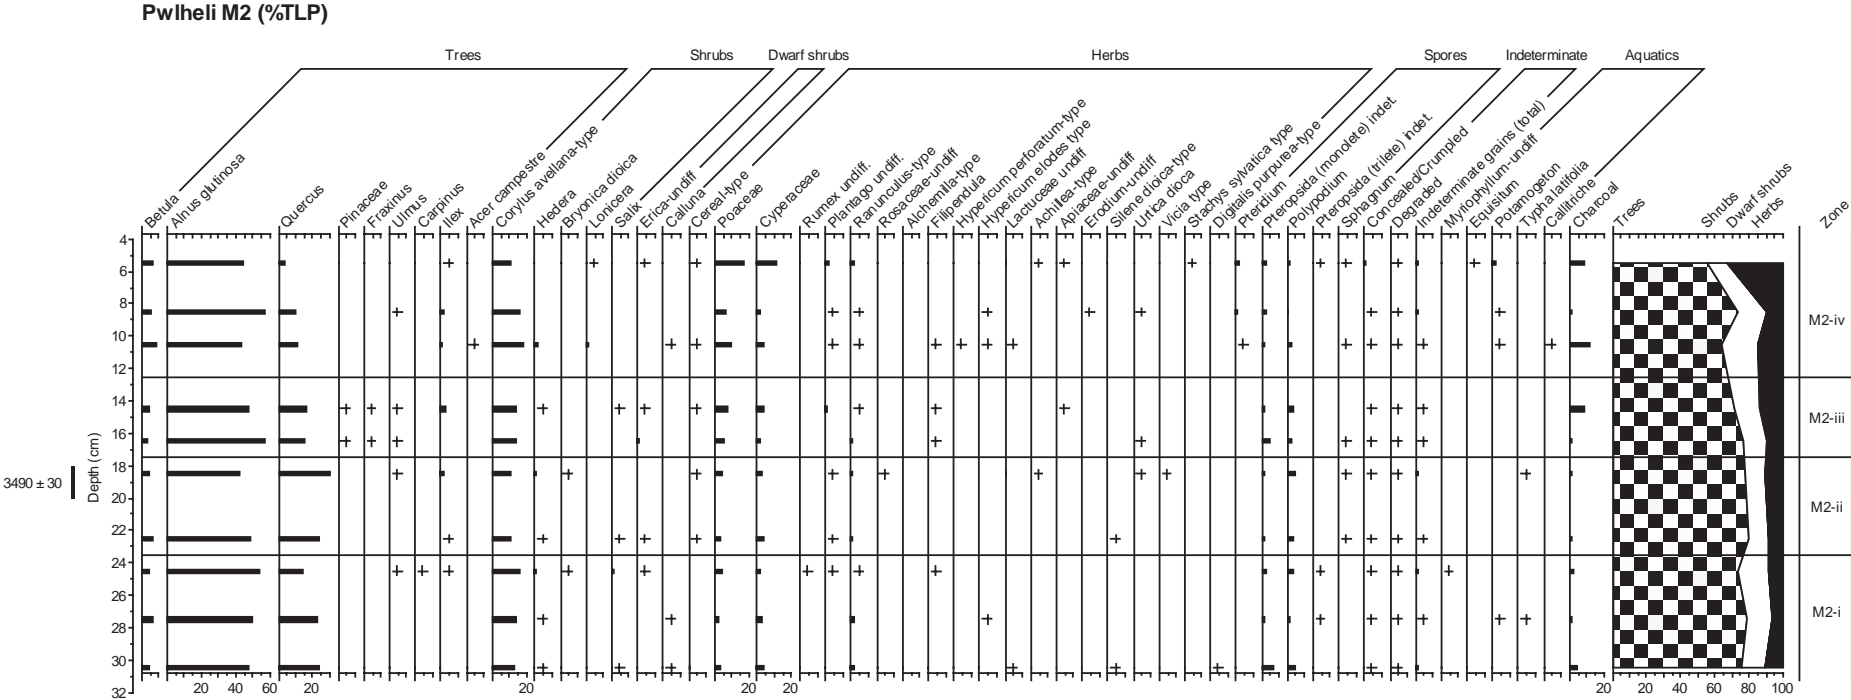 Pwlheli M2 (%TLP)
Trees Shrubs Dwarf shrubs Herbs Spores Indeterminate Aquatics
Betula
Alnus glutinosa
Quercus
Pinaceae
Fraxinus
Ulmus
Carpinus
Ilex
Acer campestre
Corylus avellana-type
Hedera
Bryonica dioica
Lonicera
Salix
Erica-undiff
Calluna
Cereal-type
Poaceae
Cyperaceae
Rumex undiff.
Plantago undiff.
Ranunculus-type
Rosaceae-undiff
Alchemilla-type
Filipendula
Hypericum perforatum-type
Hypericum elodes type
Lactuceae undiff
Achillea-type
Apiaceae-undiff
Erodium-undiff
Silene dioica-type
Urtica dioca
Vicia type
Stachys sylvatica type
Digitalis purpurea-type
Pteridium
Pteropsida (monolete) indet.
Polypodium
Pteropsida (trilete) indet.
Sphagnum
Concealed/Crumpled
Degraded
Indeterminate grains (total)
Myriophyllum-undiff
Equisitum
Potamogeton
Typha latifolia
Callitriche
Charcoal
Trees
Shrubs
Dwarf shrubs
Herbs
Zone
4
6
8
10
12
14
16
18
20
22
24
26
28
30
32
Depth (cm)
3490 ± 30
M2-iv
M2-iii
M2-ii
M2-i
20 40 60 20 20 20 20 20 20 40 60 80 100